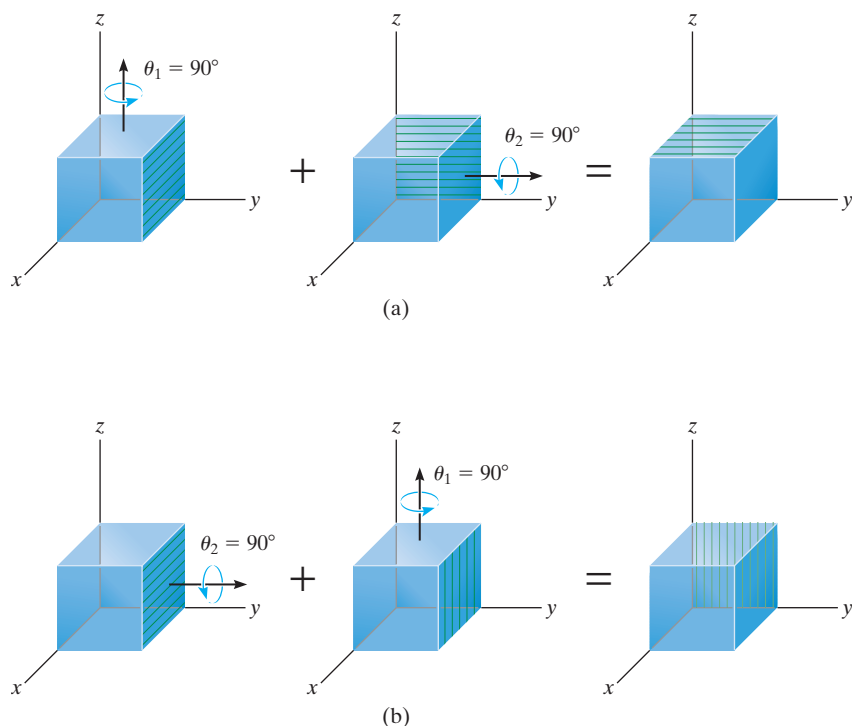 z z z
θ₁ = 90°
θ₂ = 90°
+ =
y y y
x x x
(a)
z z z
θ₁ = 90°
θ₂ = 90°
+ =
y y y
x x x
(b)